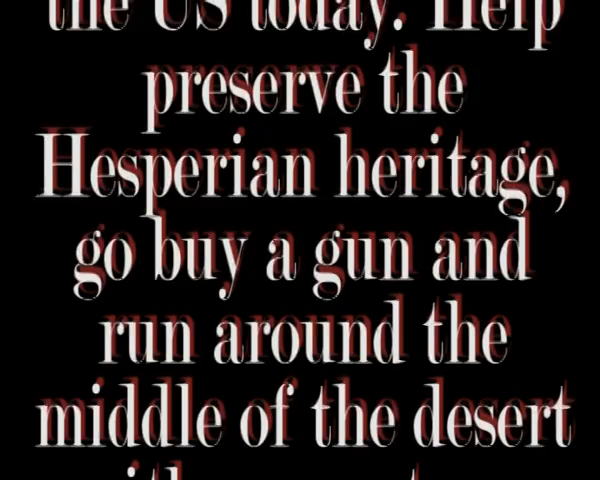 the US today. Help
preserve the
Hesperian heritage,
go buy a gun and
run around the
middle of the desert